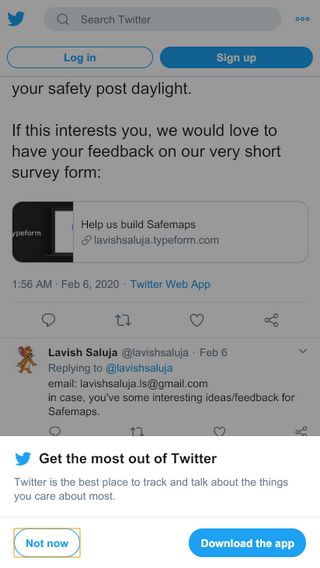 Search Twitter
Log in
Sign up
your safety post daylight.
If this interests you, we would love to
have your feedback on our very short
survey form:
ypeform
Help us build Safemaps
lavishsaluja.typeform.com
1:56 AM · Feb 6, 2020 · Twitter Web App
Lavish Saluja @lavishsaluja · Feb 6
Replying to @lavishsaluja
email: lavishsaluja.ls@gmail.com
in case, you've some interesting ideas/feedback for
Safemaps.
Get the most out of Twitter
Twitter is the best place to track and talk about the things
you care about most.
Not now
Download the app